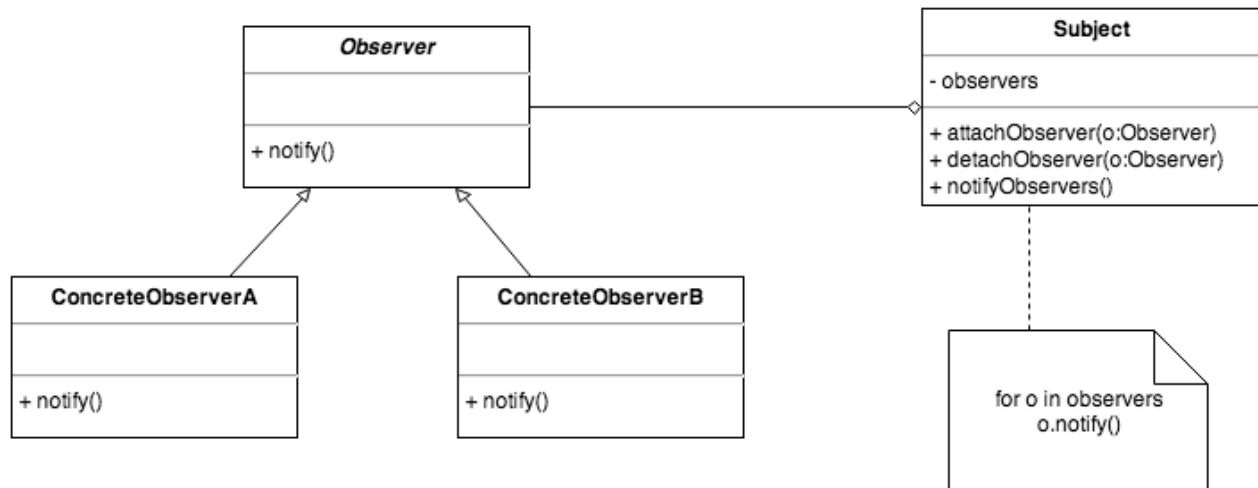 Observer
+ notify()
Subject
- observers
+ attachObserver(o:Observer)
+ detachObserver(o:Observer)
+ notifyObservers()
ConcreteObserverA
+ notify()
ConcreteObserverB
+ notify()
for o in observers
o.notify()